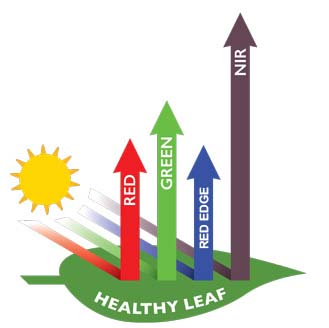 RED
GREEN
RED EDGE
NIR
HEALTHY LEAF